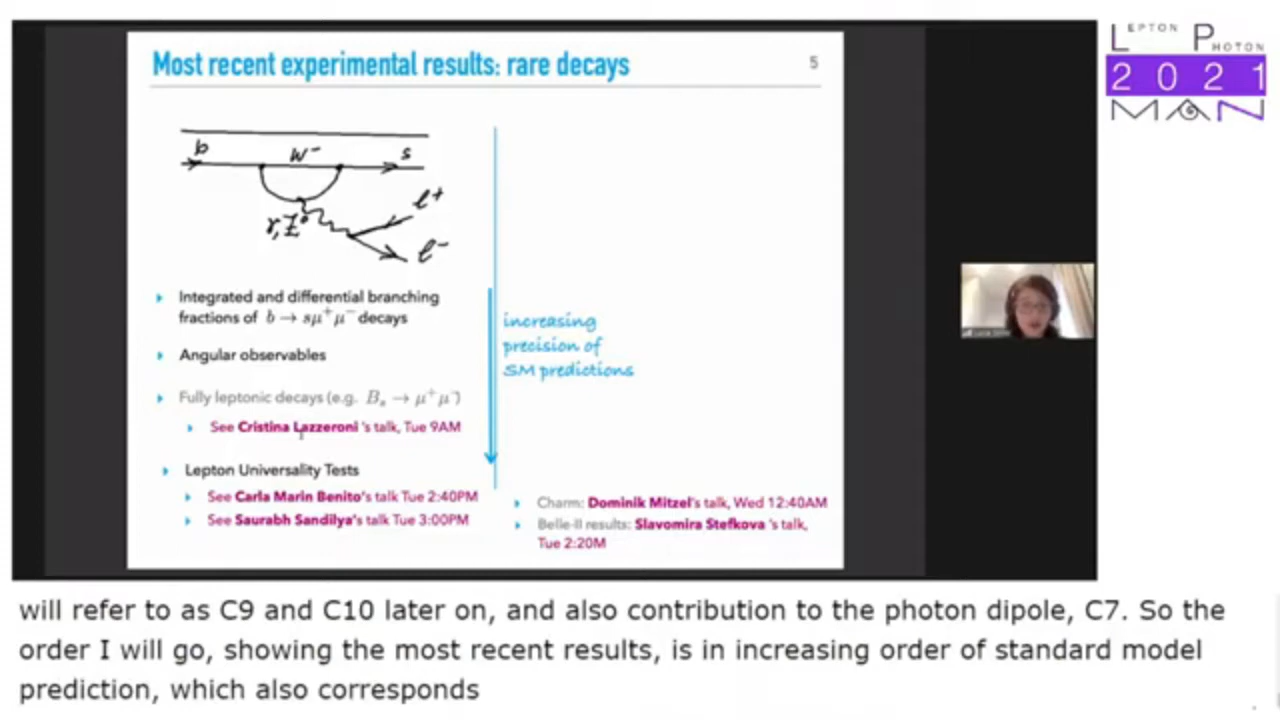 Most recent experimental results: rare decays
5
b
W⁻
s
γ, Z⁰
ℓ⁺
ℓ⁻
Integrated and differential branching
fractions of b → sμ⁺μ⁻ decays
Angular observables
Fully leptonic decays (e.g. Bₛ → μ⁺μ⁻)
See Cristina Lazzeroni 's talk, Tue 9AM
Lepton Universality Tests
See Carla Marin Benito's talk Tue 2:40PM
See Saurabh Sandilya's talk Tue 3:00PM
increasing
precision of
SM predictions
Charm: Dominik Mitzel's talk, Wed 12:40AM
Belle-II results: Slavomira Stefkova 's talk,
Tue 2:20M
LEPTON PHOTON
2021
MAN
will refer to as C9 and C10 later on, and also contribution to the photon dipole, C7. So the
order I will go, showing the most recent results, is in increasing order of standard model
prediction, which also corresponds